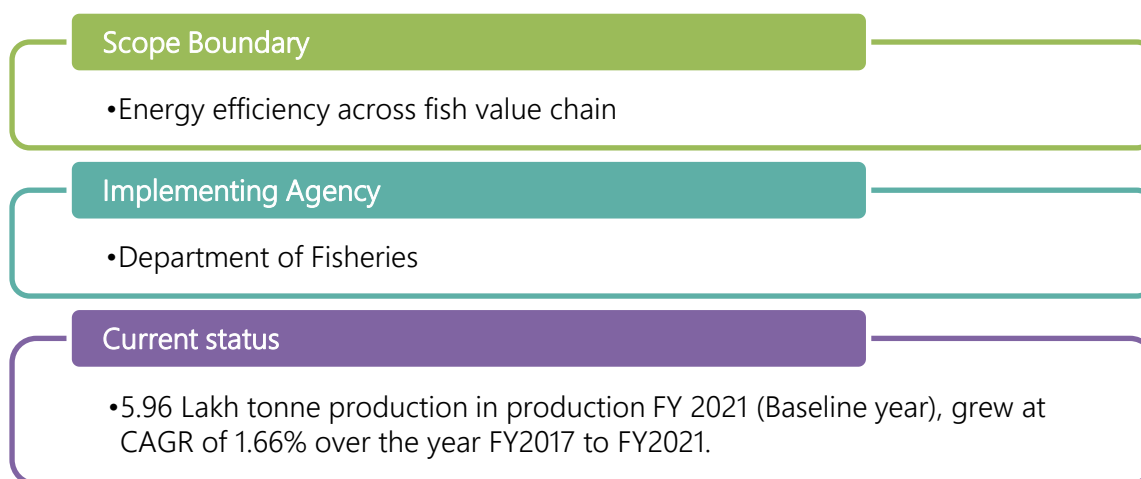 Scope Boundary
•Energy efficiency across fish value chain
Implementing Agency
•Department of Fisheries
Current status
•5.96 Lakh tonne production in production FY 2021 (Baseline year), grew at
CAGR of 1.66% over the year FY2017 to FY2021.